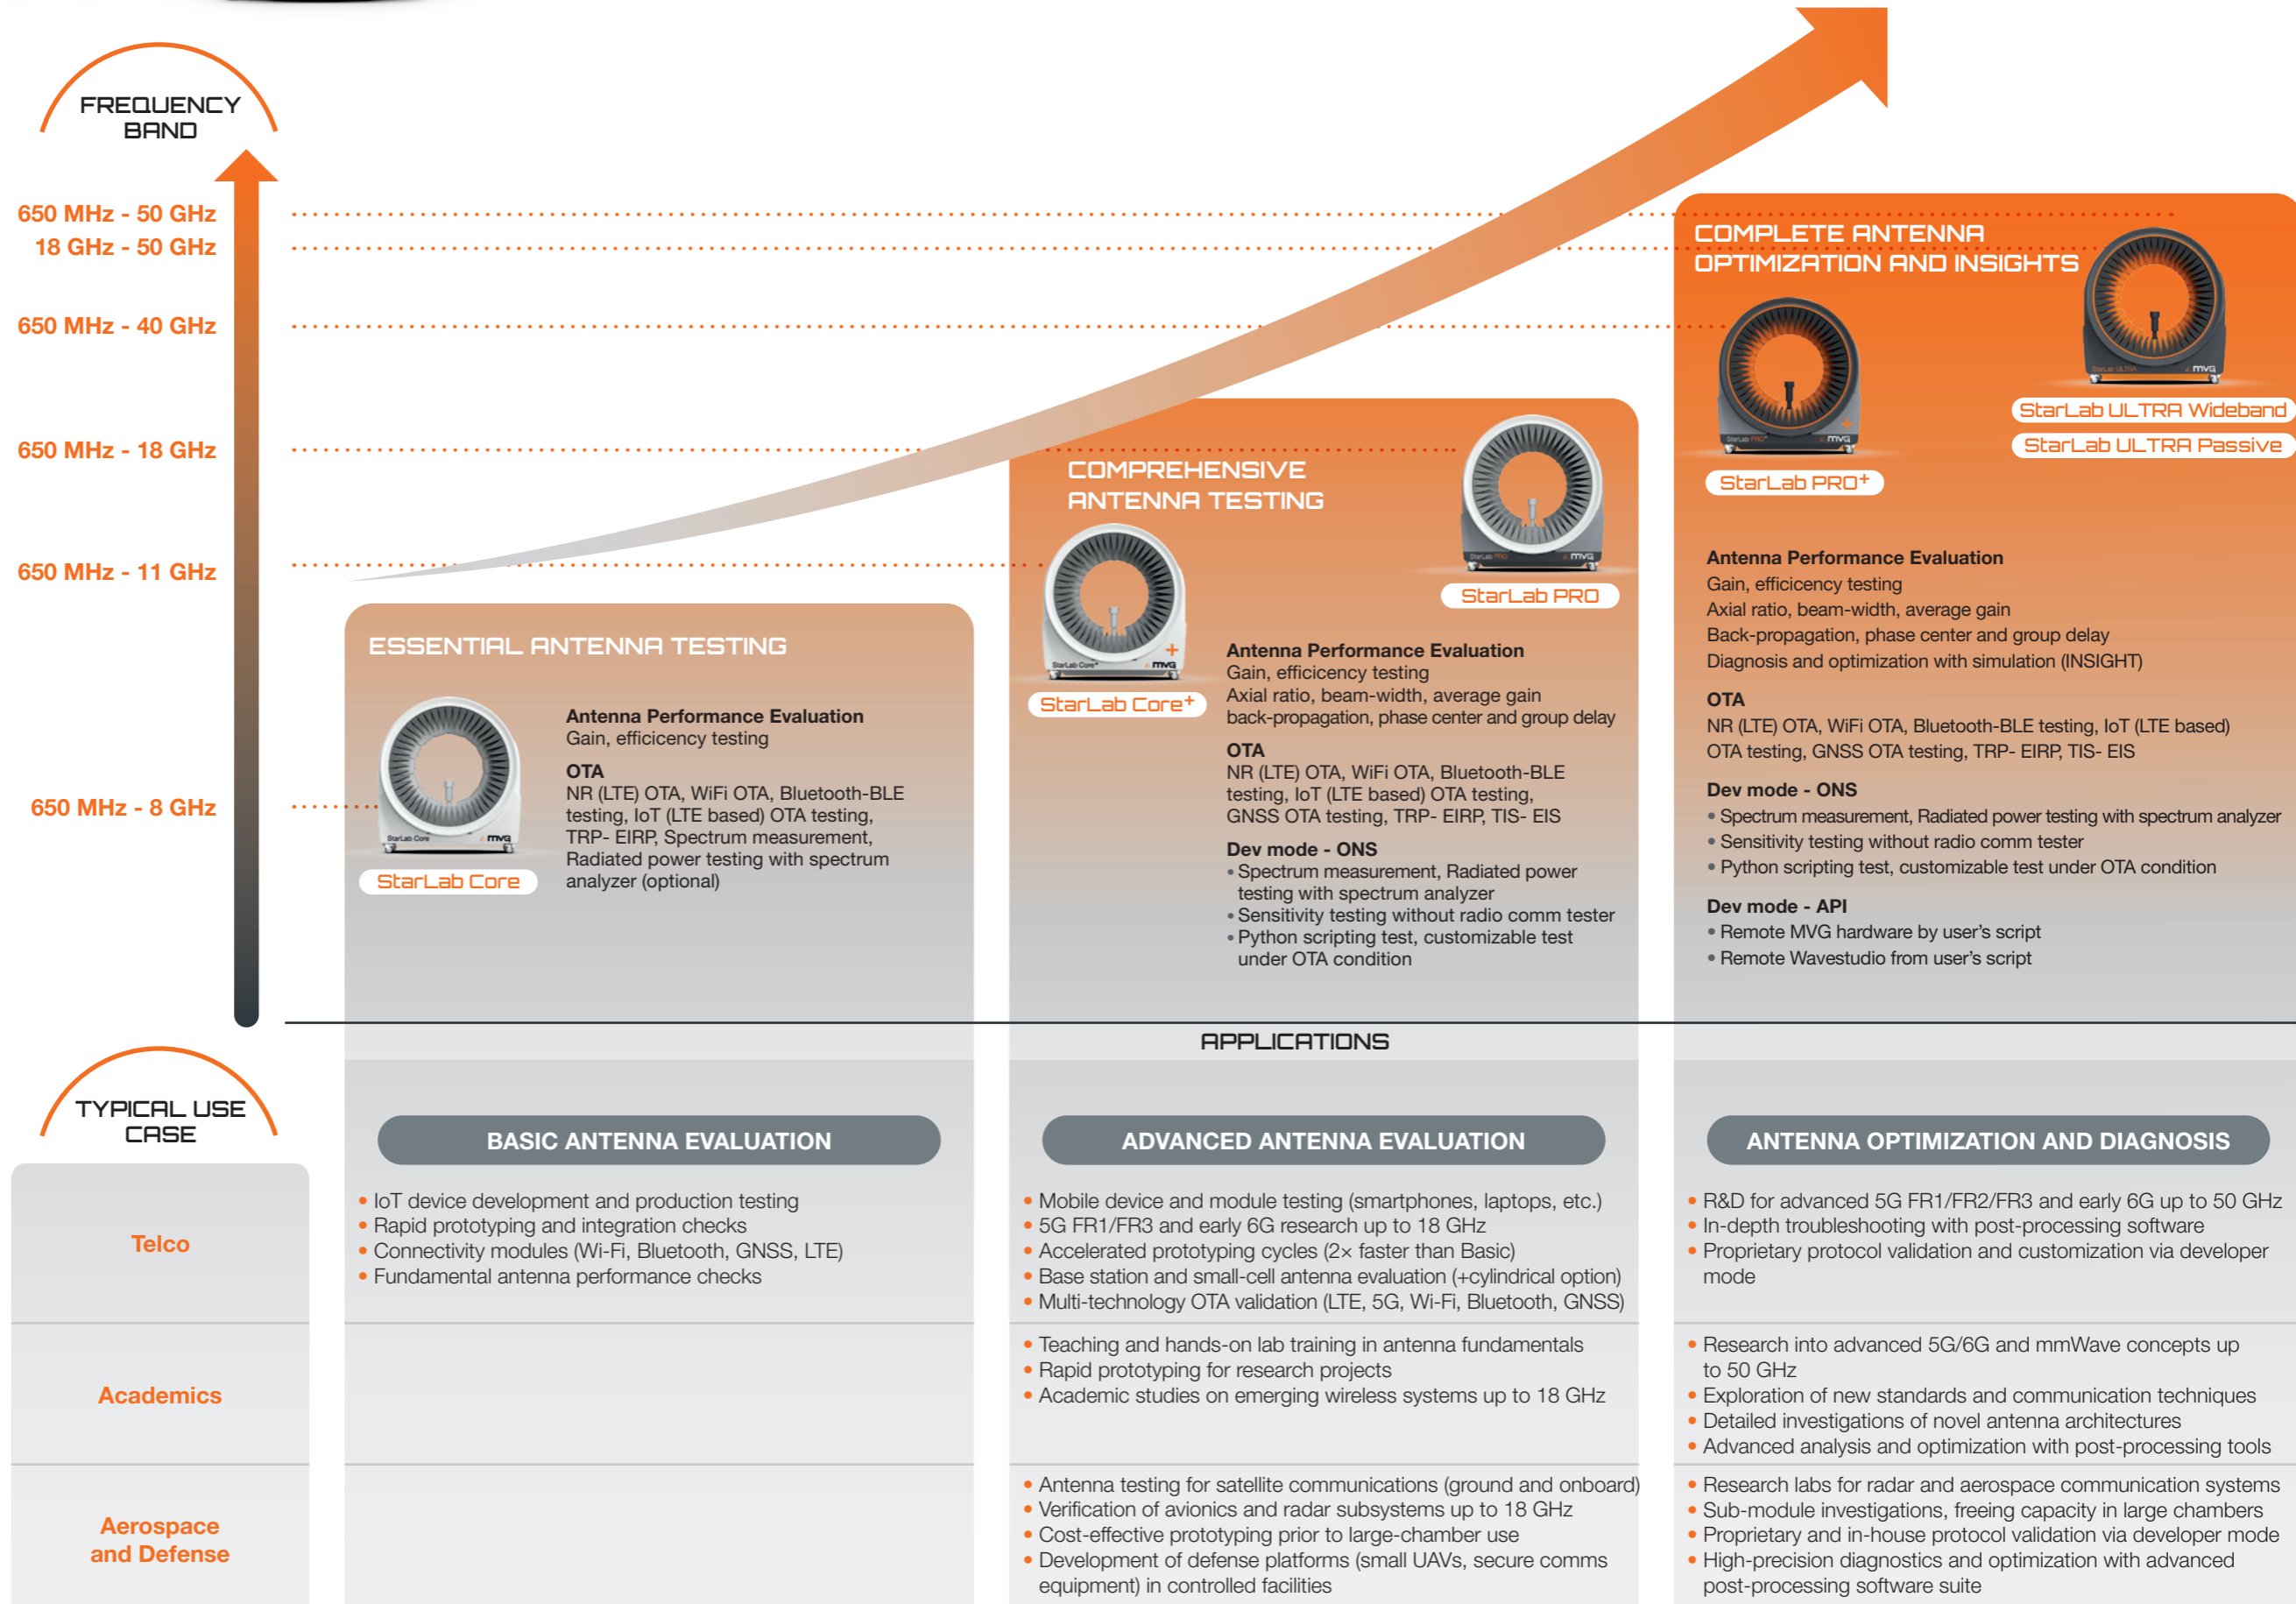 FREQUENCY
BAND
650 MHz - 50 GHz
18 GHz - 50 GHz
650 MHz - 40 GHz
650 MHz - 18 GHz
650 MHz - 11 GHz
650 MHz - 8 GHz
ESSENTIAL ANTENNA TESTING
StarLab Core
mvg
StarLab Core
Antenna Performance Evaluation
Gain, efficicency testing
OTA
NR (LTE) OTA, WiFi OTA, Bluetooth-BLE
testing, IoT (LTE based) OTA testing,
TRP- EIRP, Spectrum measurement,
Radiated power testing with spectrum
analyzer (optional)
COMPREHENSIVE
ANTENNA TESTING
StarLab Core+
+
mvg
StarLab Core+
StarLab PRO
mvg
StarLab PRO
Antenna Performance Evaluation
Gain, efficicency testing
Axial ratio, beam-width, average gain
back-propagation, phase center and group delay
OTA
NR (LTE) OTA, WiFi OTA, Bluetooth-BLE
testing, IoT (LTE based) OTA testing,
GNSS OTA testing, TRP- EIRP, TIS- EIS
Dev mode - ONS
• Spectrum measurement, Radiated power
testing with spectrum analyzer
• Sensitivity testing without radio comm tester
• Python scripting test, customizable test
under OTA condition
COMPLETE ANTENNA
OPTIMIZATION AND INSIGHTS
StarLab PRO+
+
mvg
StarLab PRO+
StarLab ULTRA
mvg
StarLab ULTRA Wideband
StarLab ULTRA Passive
Antenna Performance Evaluation
Gain, efficicency testing
Axial ratio, beam-width, average gain
Back-propagation, phase center and group delay
Diagnosis and optimization with simulation (INSIGHT)
OTA
NR (LTE) OTA, WiFi OTA, Bluetooth-BLE testing, IoT (LTE based)
OTA testing, GNSS OTA testing, TRP- EIRP, TIS- EIS
Dev mode - ONS
• Spectrum measurement, Radiated power testing with spectrum analyzer
• Sensitivity testing without radio comm tester
• Python scripting test, customizable test under OTA condition
Dev mode - API
• Remote MVG hardware by user's script
• Remote Wavestudio from user's script
APPLICATIONS
TYPICAL USE
CASE
BASIC ANTENNA EVALUATION
ADVANCED ANTENNA EVALUATION
ANTENNA OPTIMIZATION AND DIAGNOSIS
Telco
• IoT device development and production testing
• Rapid prototyping and integration checks
• Connectivity modules (Wi-Fi, Bluetooth, GNSS, LTE)
• Fundamental antenna performance checks
• Mobile device and module testing (smartphones, laptops, etc.)
• 5G FR1/FR3 and early 6G research up to 18 GHz
• Accelerated prototyping cycles (2× faster than Basic)
• Base station and small-cell antenna evaluation (+cylindrical option)
• Multi-technology OTA validation (LTE, 5G, Wi-Fi, Bluetooth, GNSS)
• R&D for advanced 5G FR1/FR2/FR3 and early 6G up to 50 GHz
• In-depth troubleshooting with post-processing software
• Proprietary protocol validation and customization via developer
mode
Academics
• Teaching and hands-on lab training in antenna fundamentals
• Rapid prototyping for research projects
• Academic studies on emerging wireless systems up to 18 GHz
• Research into advanced 5G/6G and mmWave concepts up
to 50 GHz
• Exploration of new standards and communication techniques
• Detailed investigations of novel antenna architectures
• Advanced analysis and optimization with post-processing tools
Aerospace
and Defense
• Antenna testing for satellite communications (ground and onboard)
• Verification of avionics and radar subsystems up to 18 GHz
• Cost-effective prototyping prior to large-chamber use
• Development of defense platforms (small UAVs, secure comms
equipment) in controlled facilities
• Research labs for radar and aerospace communication systems
• Sub-module investigations, freeing capacity in large chambers
• Proprietary and in-house protocol validation via developer mode
• High-precision diagnostics and optimization with advanced
post-processing software suite